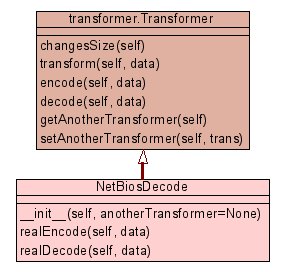 transformer.Transformer
changesSize(self)
transform(self, data)
encode(self, data)
decode(self, data)
getAnotherTransformer(self)
setAnotherTransformer(self, trans)
NetBiosDecode
__init__(self, anotherTransformer=None)
realEncode(self, data)
realDecode(self, data)